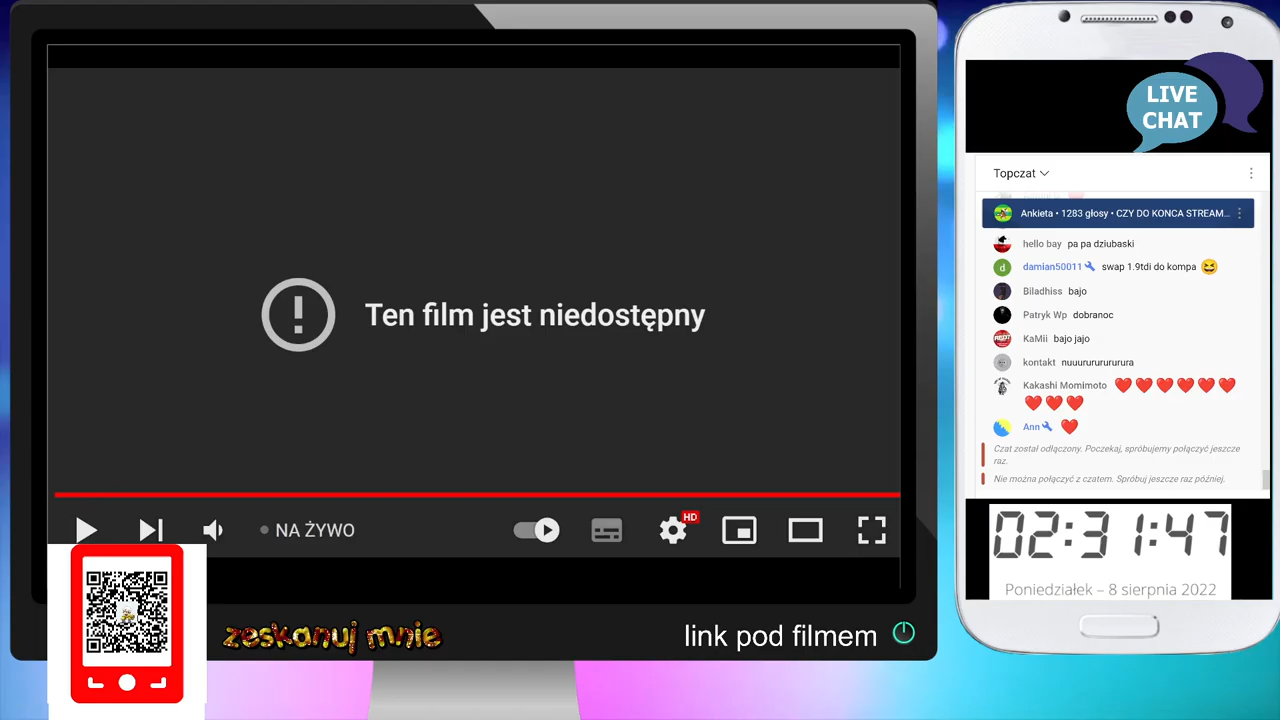 Ten film jest niedostępny
HD
NA ŻYWO
zeskanuj mnie
link pod filmem
LIVE
CHAT
Topczat
Ankieta • 1283 głosy • CZY DO KONCA STREAM...
hello bay pa pa dziubaski
d damian50011 swap 1.9tdi do kompa
Biladhiss bajo
Patryk Wp dobranoc
KaMii bajo jajo
kontakt nuuurururururura
Kakashi Momimoto ❤️ ❤️ ❤️ ❤️ ❤️ ❤️
❤️ ❤️ ❤️
Ann ❤️
Czat został odłączony. Poczekaj, spróbujemy połączyć jeszcze
raz.
Nie można połączyć z czatem. Spróbuj jeszcze raz później.
02:31:47
Poniedziałek – 8 sierpnia 2022